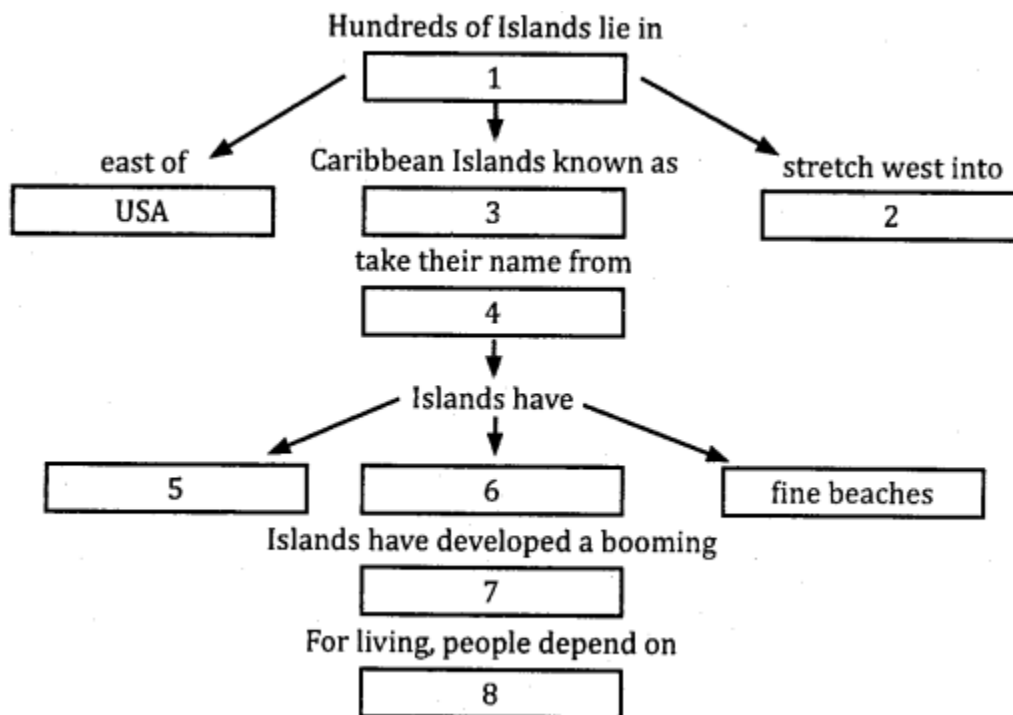 Hundreds of Islands lie in
1
east of
USA
Caribbean Islands known as
3
stretch west into
2
take their name from
4
Islands have
5
6
fine beaches
Islands have developed a booming
7
For living, people depend on
8